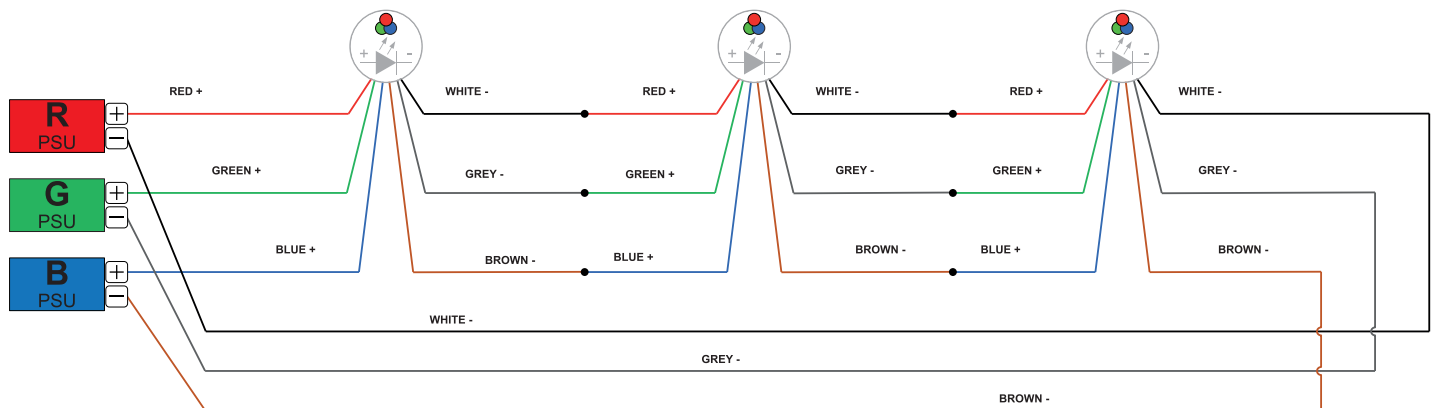 RED +
WHITE -
RED +
WHITE -
RED +
WHITE -
R
PSU
+
−
GREEN +
GREY -
GREEN +
GREY -
GREEN +
GREY -
G
PSU
+
−
BLUE +
BROWN -
BLUE +
BROWN -
BLUE +
BROWN -
B
PSU
+
−
WHITE -
GREY -
BROWN -
+ -
+ -
+ -